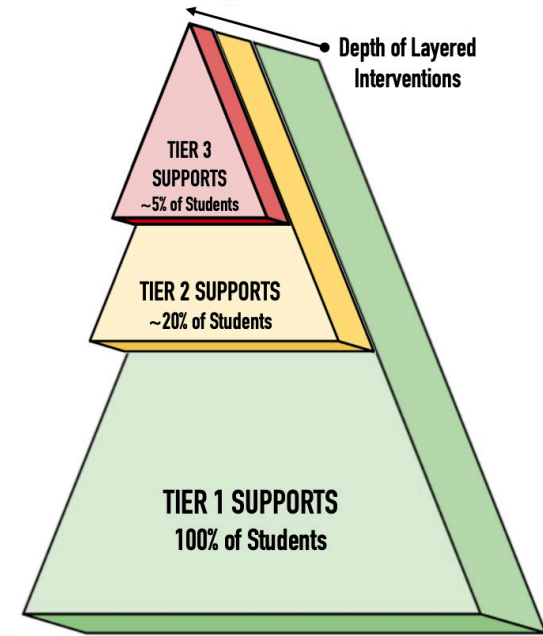 Depth of Layered
Interventions
TIER 3
SUPPORTS
~5% of Students
TIER 2 SUPPORTS
~20% of Students
TIER 1 SUPPORTS
100% of Students